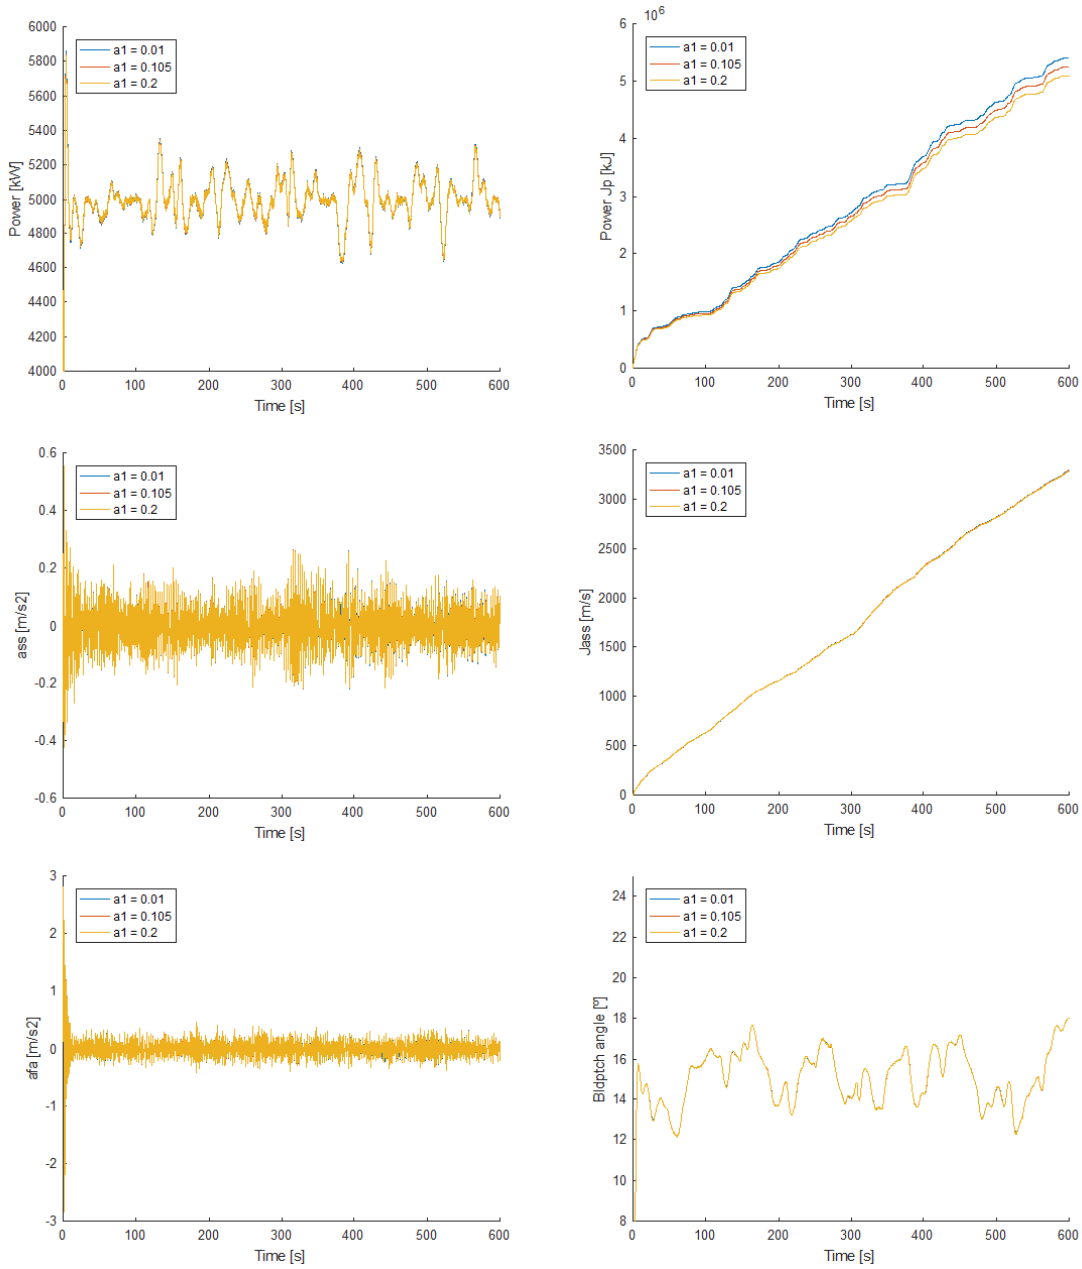 6000
5800
5600
5400
5200
5000
4800
4600
4400
4200
4000
Power [kW]
a1 = 0.01
a1 = 0.105
a1 = 0.2
0 100 200 300 400 500 600
Time [s]
×10^6
6
5
4
3
2
1
0
Power Jp [kJ]
a1 = 0.01
a1 = 0.105
a1 = 0.2
0 100 200 300 400 500 600
Time [s]
0.6
0.4
0.2
0
-0.2
-0.4
-0.6
ass [m/s2]
a1 = 0.01
a1 = 0.105
a1 = 0.2
0 100 200 300 400 500 600
Time [s]
3500
3000
2500
2000
1500
1000
500
0
Jass [m/s]
a1 = 0.01
a1 = 0.105
a1 = 0.2
0 100 200 300 400 500 600
Time [s]
3
2
1
0
-1
-2
-3
afa [m/s2]
a1 = 0.01
a1 = 0.105
a1 = 0.2
0 100 200 300 400 500 600
Time [s]
24
22
20
18
16
14
12
10
8
Bldptch angle [º]
a1 = 0.01
a1 = 0.105
a1 = 0.2
0 100 200 300 400 500 600
Time [s]